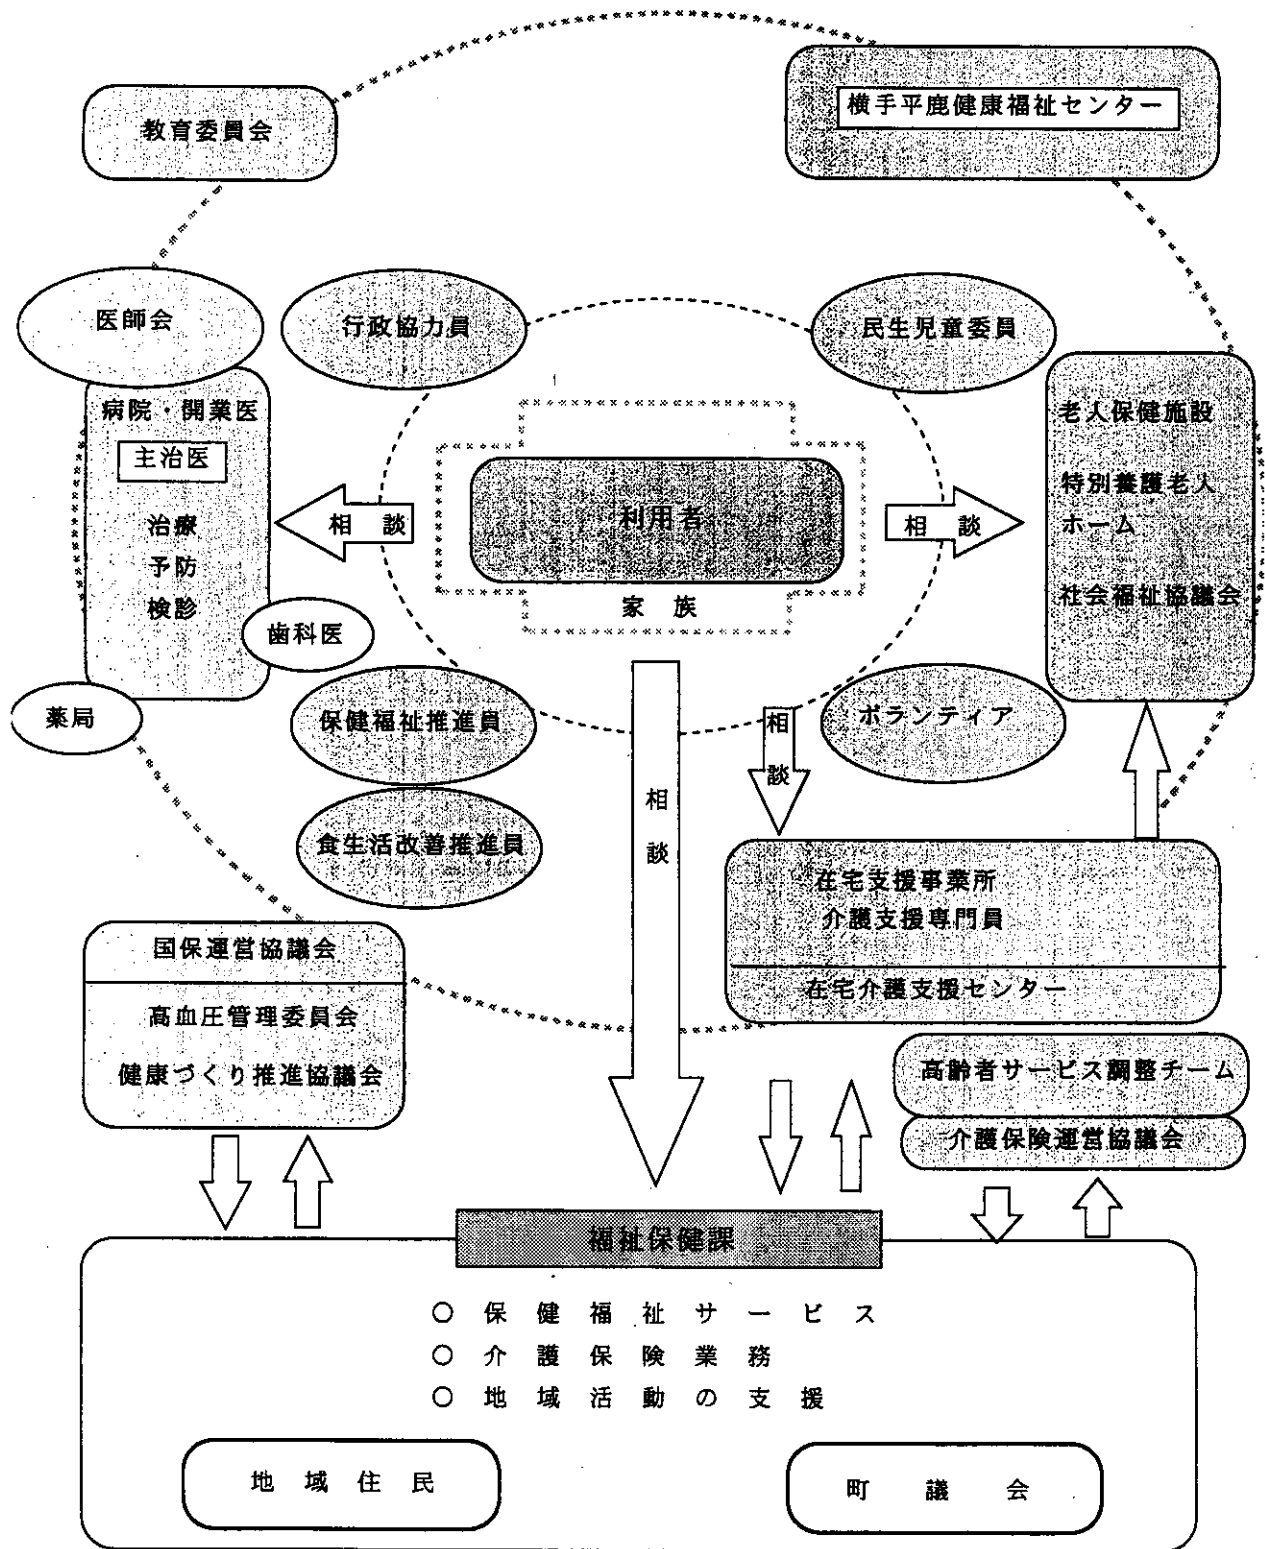 教育委員会
横手平鹿健康福祉センター
医師会
行政協力員
民生児童委員
病院・開業医
主治医
治療
予防
検診
老人保健施設
特別養護老人
ホーム
社会福祉協議会
相談
利用者
相談
家族
歯科医
薬局
保健福祉推進員
相談
ボランティア
食生活改善推進員
相談
在宅支援事業所
介護支援専門員
在宅介護支援センター
国保運営協議会
高血圧管理委員会
健康づくり推進協議会
高齢者サービス調整チーム
介護保険運営協議会
福祉保健課
○保健福祉サービス
○介護保険業務
○地域活動の支援
地域住民
町議会